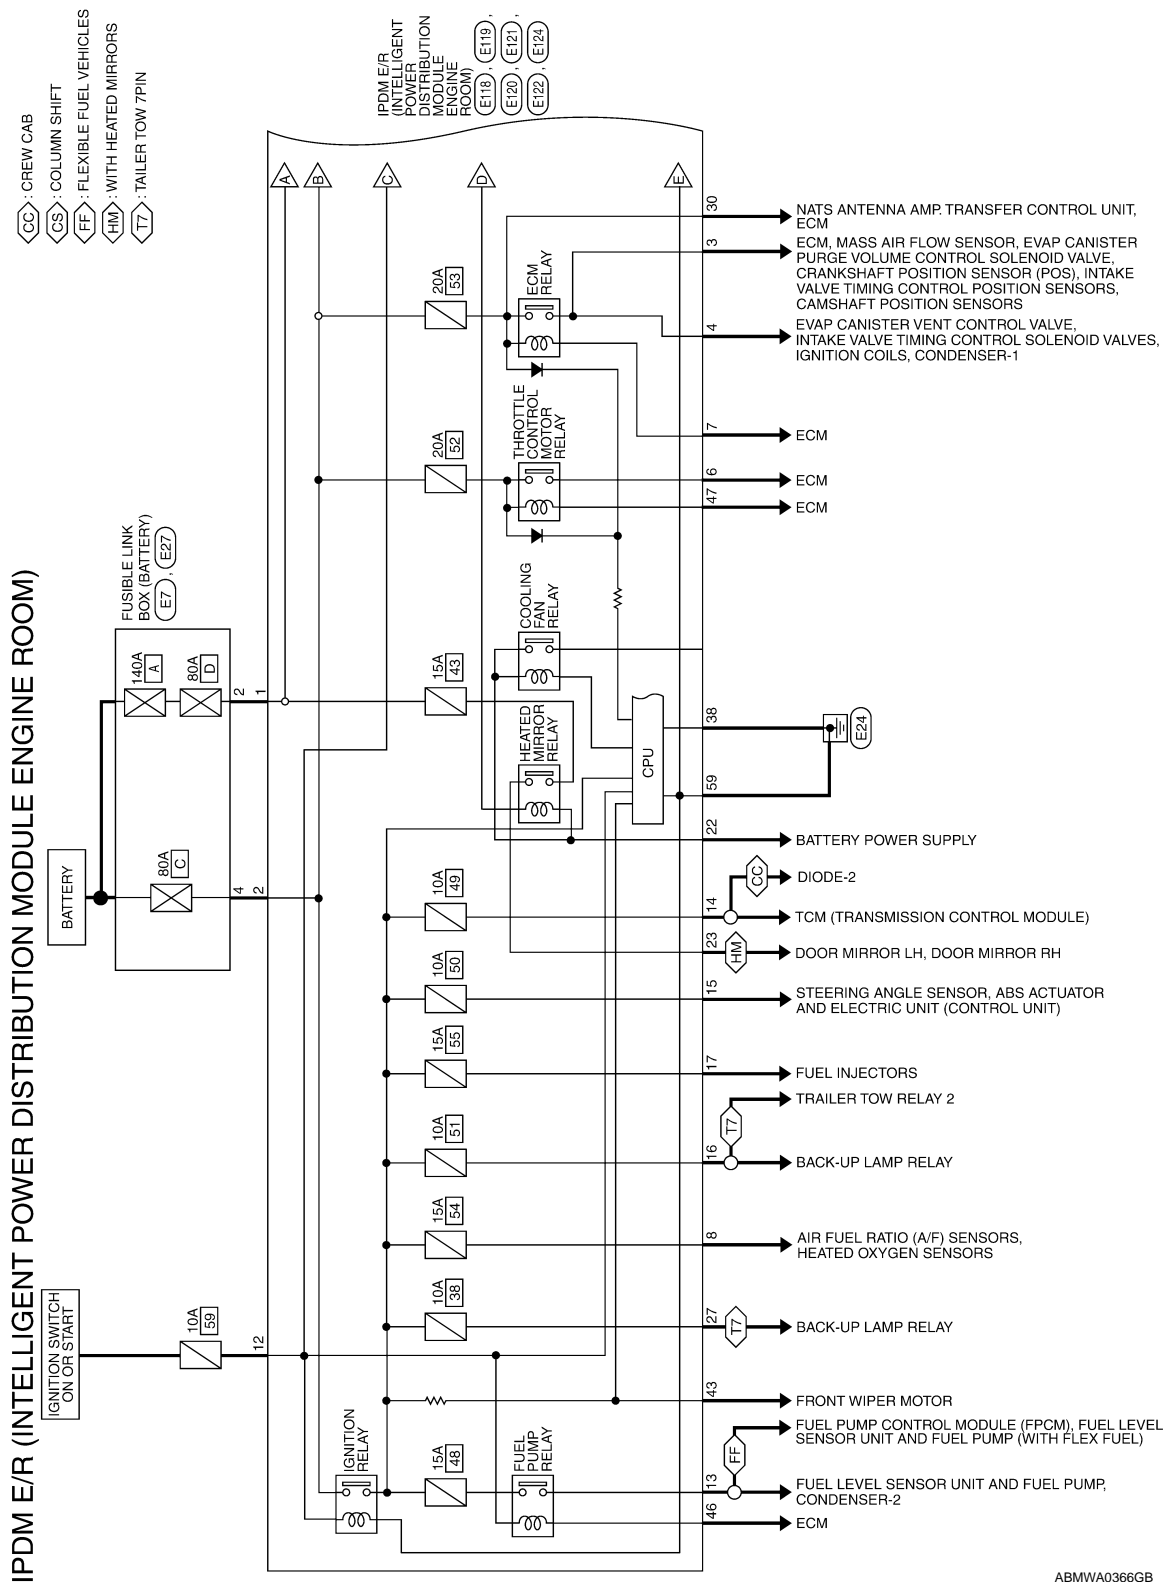 IPDM E/R (INTELLIGENT POWER DISTRIBUTION MODULE ENGINE ROOM)
CC : CREW CAB
CS : COLUMN SHIFT
FF : FLEXIBLE FUEL VEHICLES
HM : WITH HEATED MIRRORS
T7 : TAILER TOW 7PIN
IPDM E/R
(INTELLIGENT
POWER
DISTRIBUTION
MODULE
ENGINE
ROOM)
E118 , E119 ,
E120 , E121 ,
E122 , E124
A
B
C
D
E
BATTERY
FUSIBLE LINK
BOX (BATTERY)
E7 , E27
140A
A
80A
D
80A
C
2
1
4
2
IGNITION SWITCH
ON OR START
10A
59
12
20A
53
ECM
RELAY
20A
52
THROTTLE
CONTROL
MOTOR
RELAY
15A
43
COOLING
FAN
RELAY
HEATED
MIRROR
RELAY
CPU
10A
49
10A
50
15A
55
10A
51
15A
54
10A
38
IGNITION
RELAY
15A
48
FUEL
PUMP
RELAY
30
NATS ANTENNA AMP. TRANSFER CONTROL UNIT,
ECM
3
ECM, MASS AIR FLOW SENSOR, EVAP CANISTER
PURGE VOLUME CONTROL SOLENOID VALVE,
CRANKSHAFT POSITION SENSOR (POS), INTAKE
VALVE TIMING CONTROL POSITION SENSORS,
CAMSHAFT POSITION SENSORS
4
EVAP CANISTER VENT CONTROL VALVE,
INTAKE VALVE TIMING CONTROL SOLENOID VALVES,
IGNITION COILS, CONDENSER-1
7
ECM
6
ECM
47
ECM
38
E24
59
22
BATTERY POWER SUPPLY
CC
DIODE-2
14
TCM (TRANSMISSION CONTROL MODULE)
23
HM
DOOR MIRROR LH, DOOR MIRROR RH
15
STEERING ANGLE SENSOR, ABS ACTUATOR
AND ELECTRIC UNIT (CONTROL UNIT)
17
FUEL INJECTORS
T7
TRAILER TOW RELAY 2
16
BACK-UP LAMP RELAY
8
AIR FUEL RATIO (A/F) SENSORS,
HEATED OXYGEN SENSORS
27
T7
BACK-UP LAMP RELAY
43
FRONT WIPER MOTOR
FF
FUEL PUMP CONTROL MODULE (FPCM), FUEL LEVEL
SENSOR UNIT AND FUEL PUMP (WITH FLEX FUEL)
13
FUEL LEVEL SENSOR UNIT AND FUEL PUMP,
CONDENSER-2
46
ECM
ABMWA0366GB